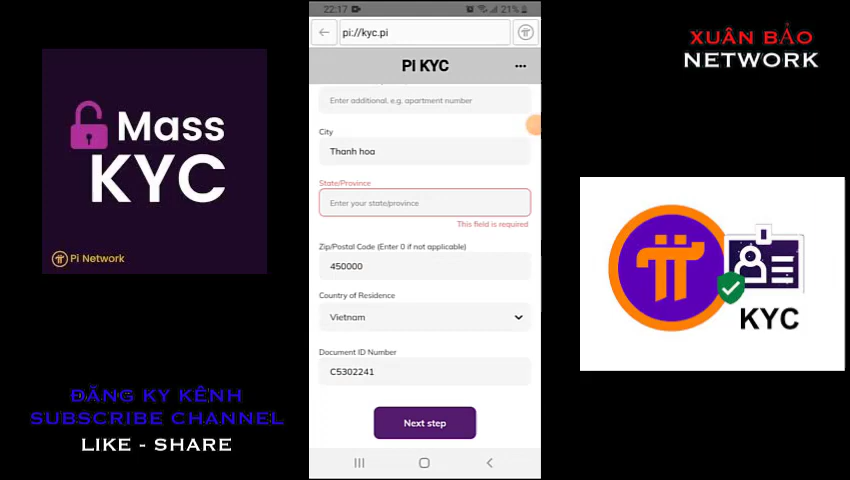 Mass
KYC
Pi Network
ĐĂNG KY KÊNH
SUBSCRIBE CHANNEL
LIKE - SHARE
22:17
21%
pi://kyc.pi
PI KYC
Enter additional, e.g. apartment number
City
Thanh hoa
State/Province
Enter your state/province
This field is required
Zip/Postal Code (Enter 0 if not applicable)
450000
Country of Residence
Vietnam
Document ID Number
C5302241
Next step
XUÂN BẢO
NETWORK
KYC